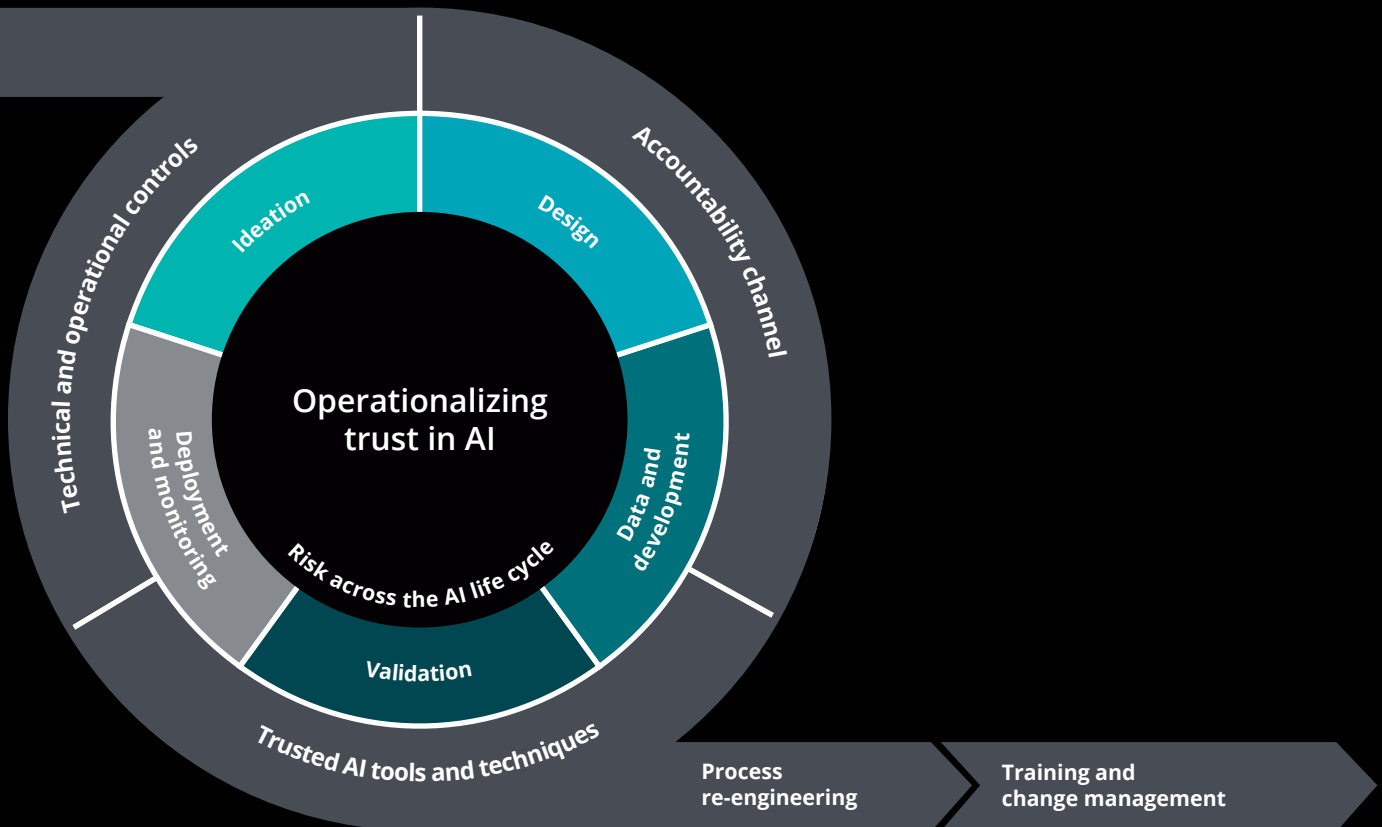 Technical and operational controls
Accountability channel
Ideation
Design
Operationalizing
trust in AI
Deployment
and monitoring
Data and
development
Risk across the AI life cycle
Validation
Trusted AI tools and techniques
Process
re-engineering
Training and
change management